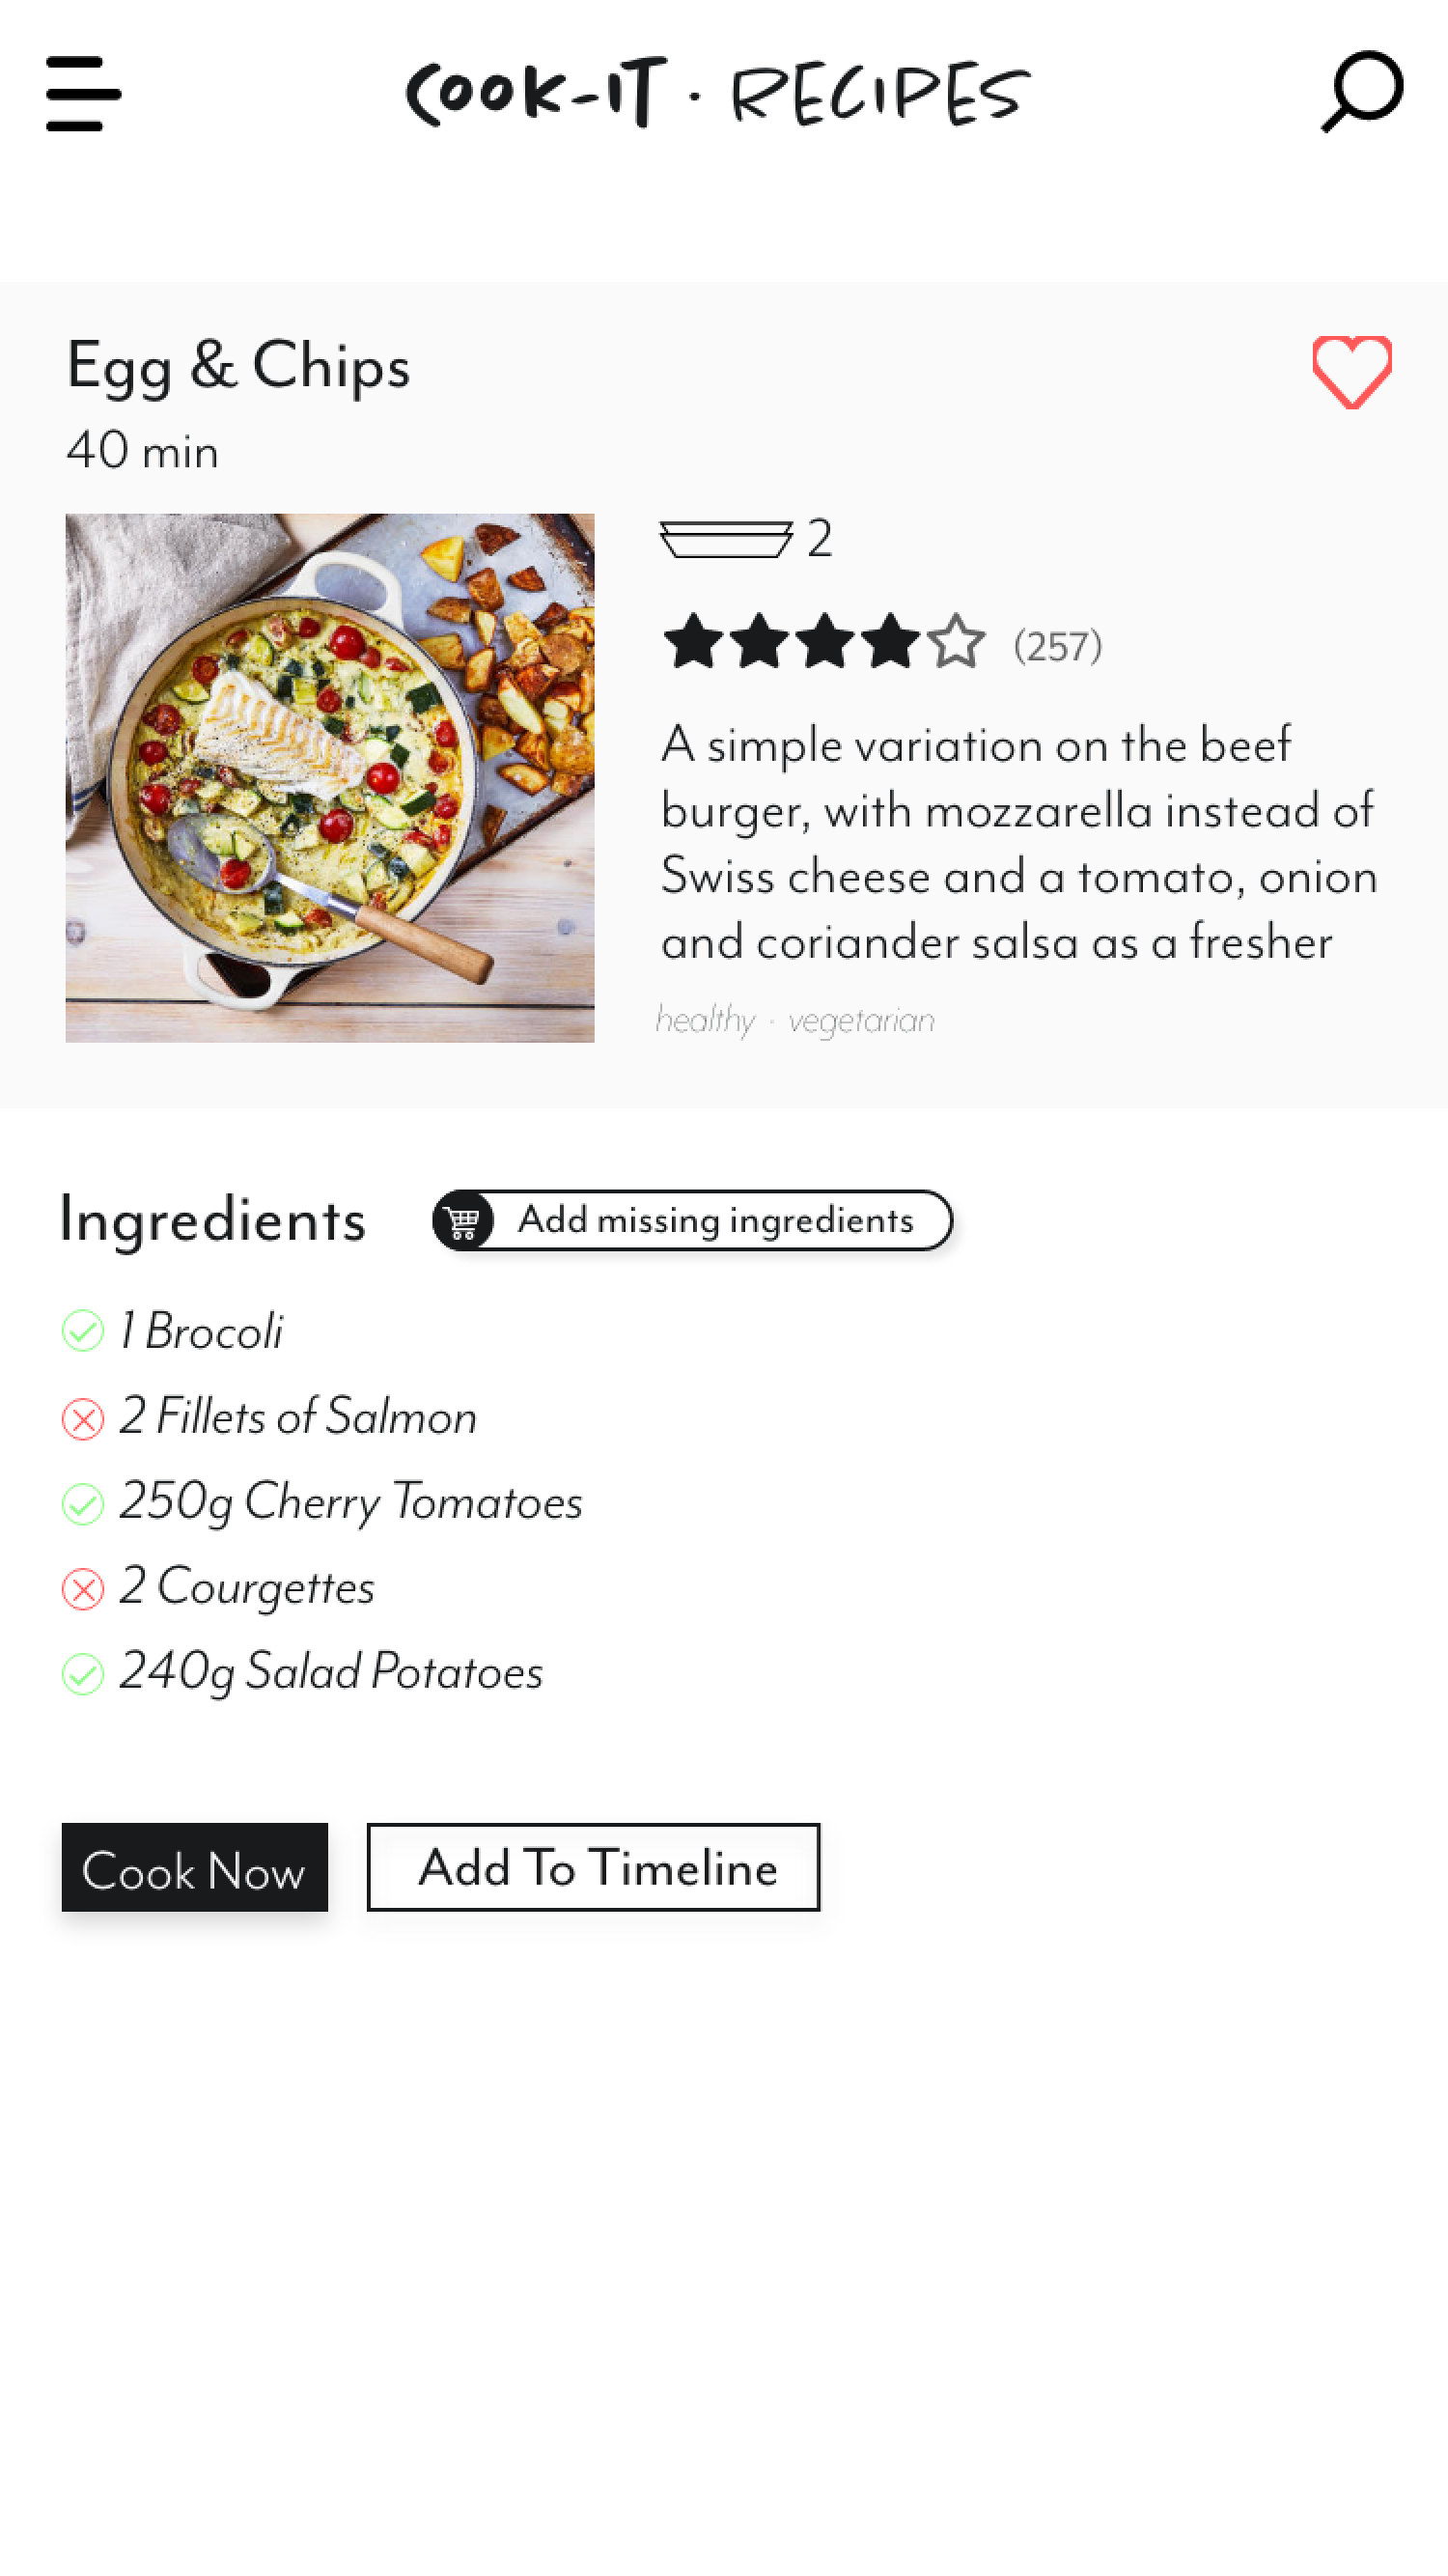 COOK-IT · RECIPES
Egg & Chips
40 min
2
(257)
A simple variation on the beef
burger, with mozzarella instead of
Swiss cheese and a tomato, onion
and coriander salsa as a fresher
healthy · vegetarian
Ingredients
Add missing ingredients
1 Brocoli
2 Fillets of Salmon
250g Cherry Tomatoes
2 Courgettes
240g Salad Potatoes
Cook Now
Add To Timeline